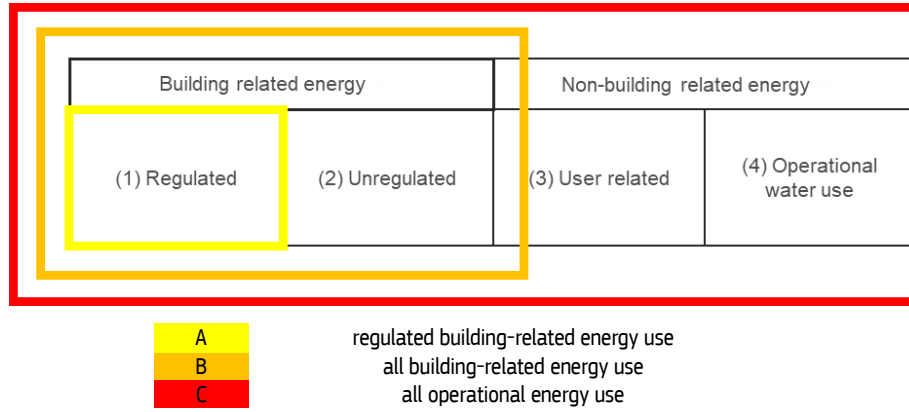 Building related energy
Non-building related energy
(1) Regulated
(2) Unregulated
(3) User related
(4) Operational
water use
A regulated building-related energy use
B all building-related energy use
C all operational energy use